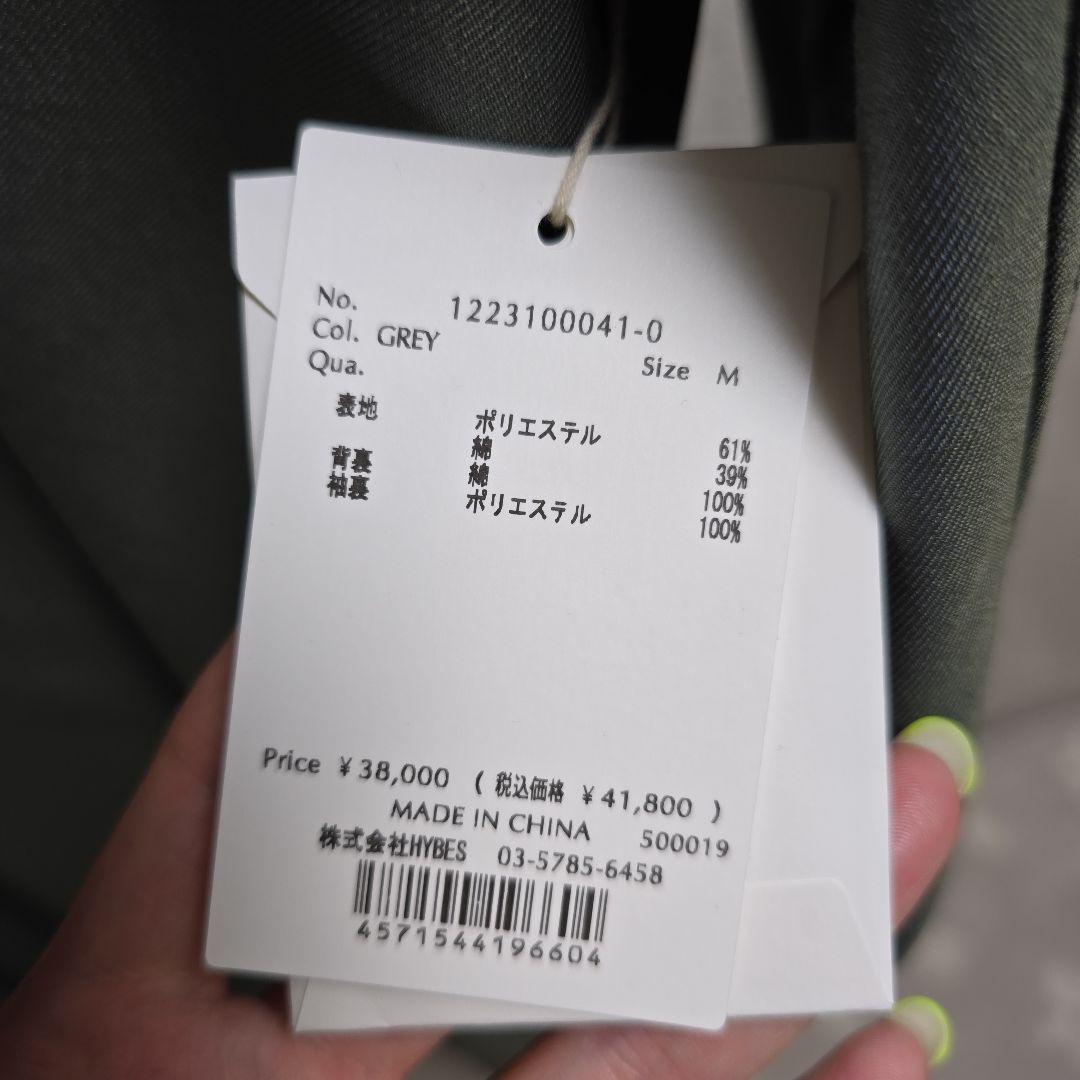 No. 1223100041-0
Col. GREY Size M
Qua.
表地 ポリエステル 61%
綿 39%
背裏 綿 100%
袖裏 ポリエステル 100%
Price ¥38,000 ( 税込価格 ¥41,800 )
MADE IN CHINA 500019
株式会社HYBES 03-5785-6458
4571544196604